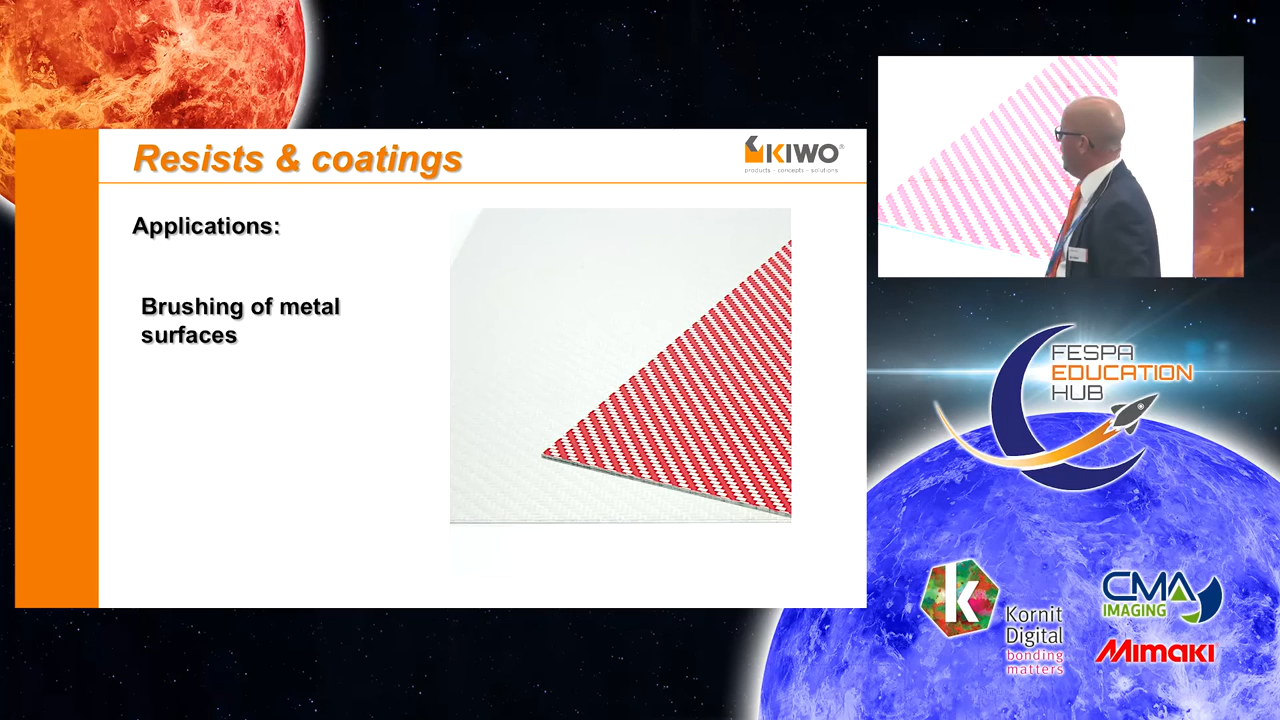 Resists & coatings
KIWO®
products - concepts - solutions
Applications:
Brushing of metal
surfaces
FESPA
EDUCATION
HUB
k
Kornit
Digital
bonding
matters
CMA
IMAGING
Mimaki